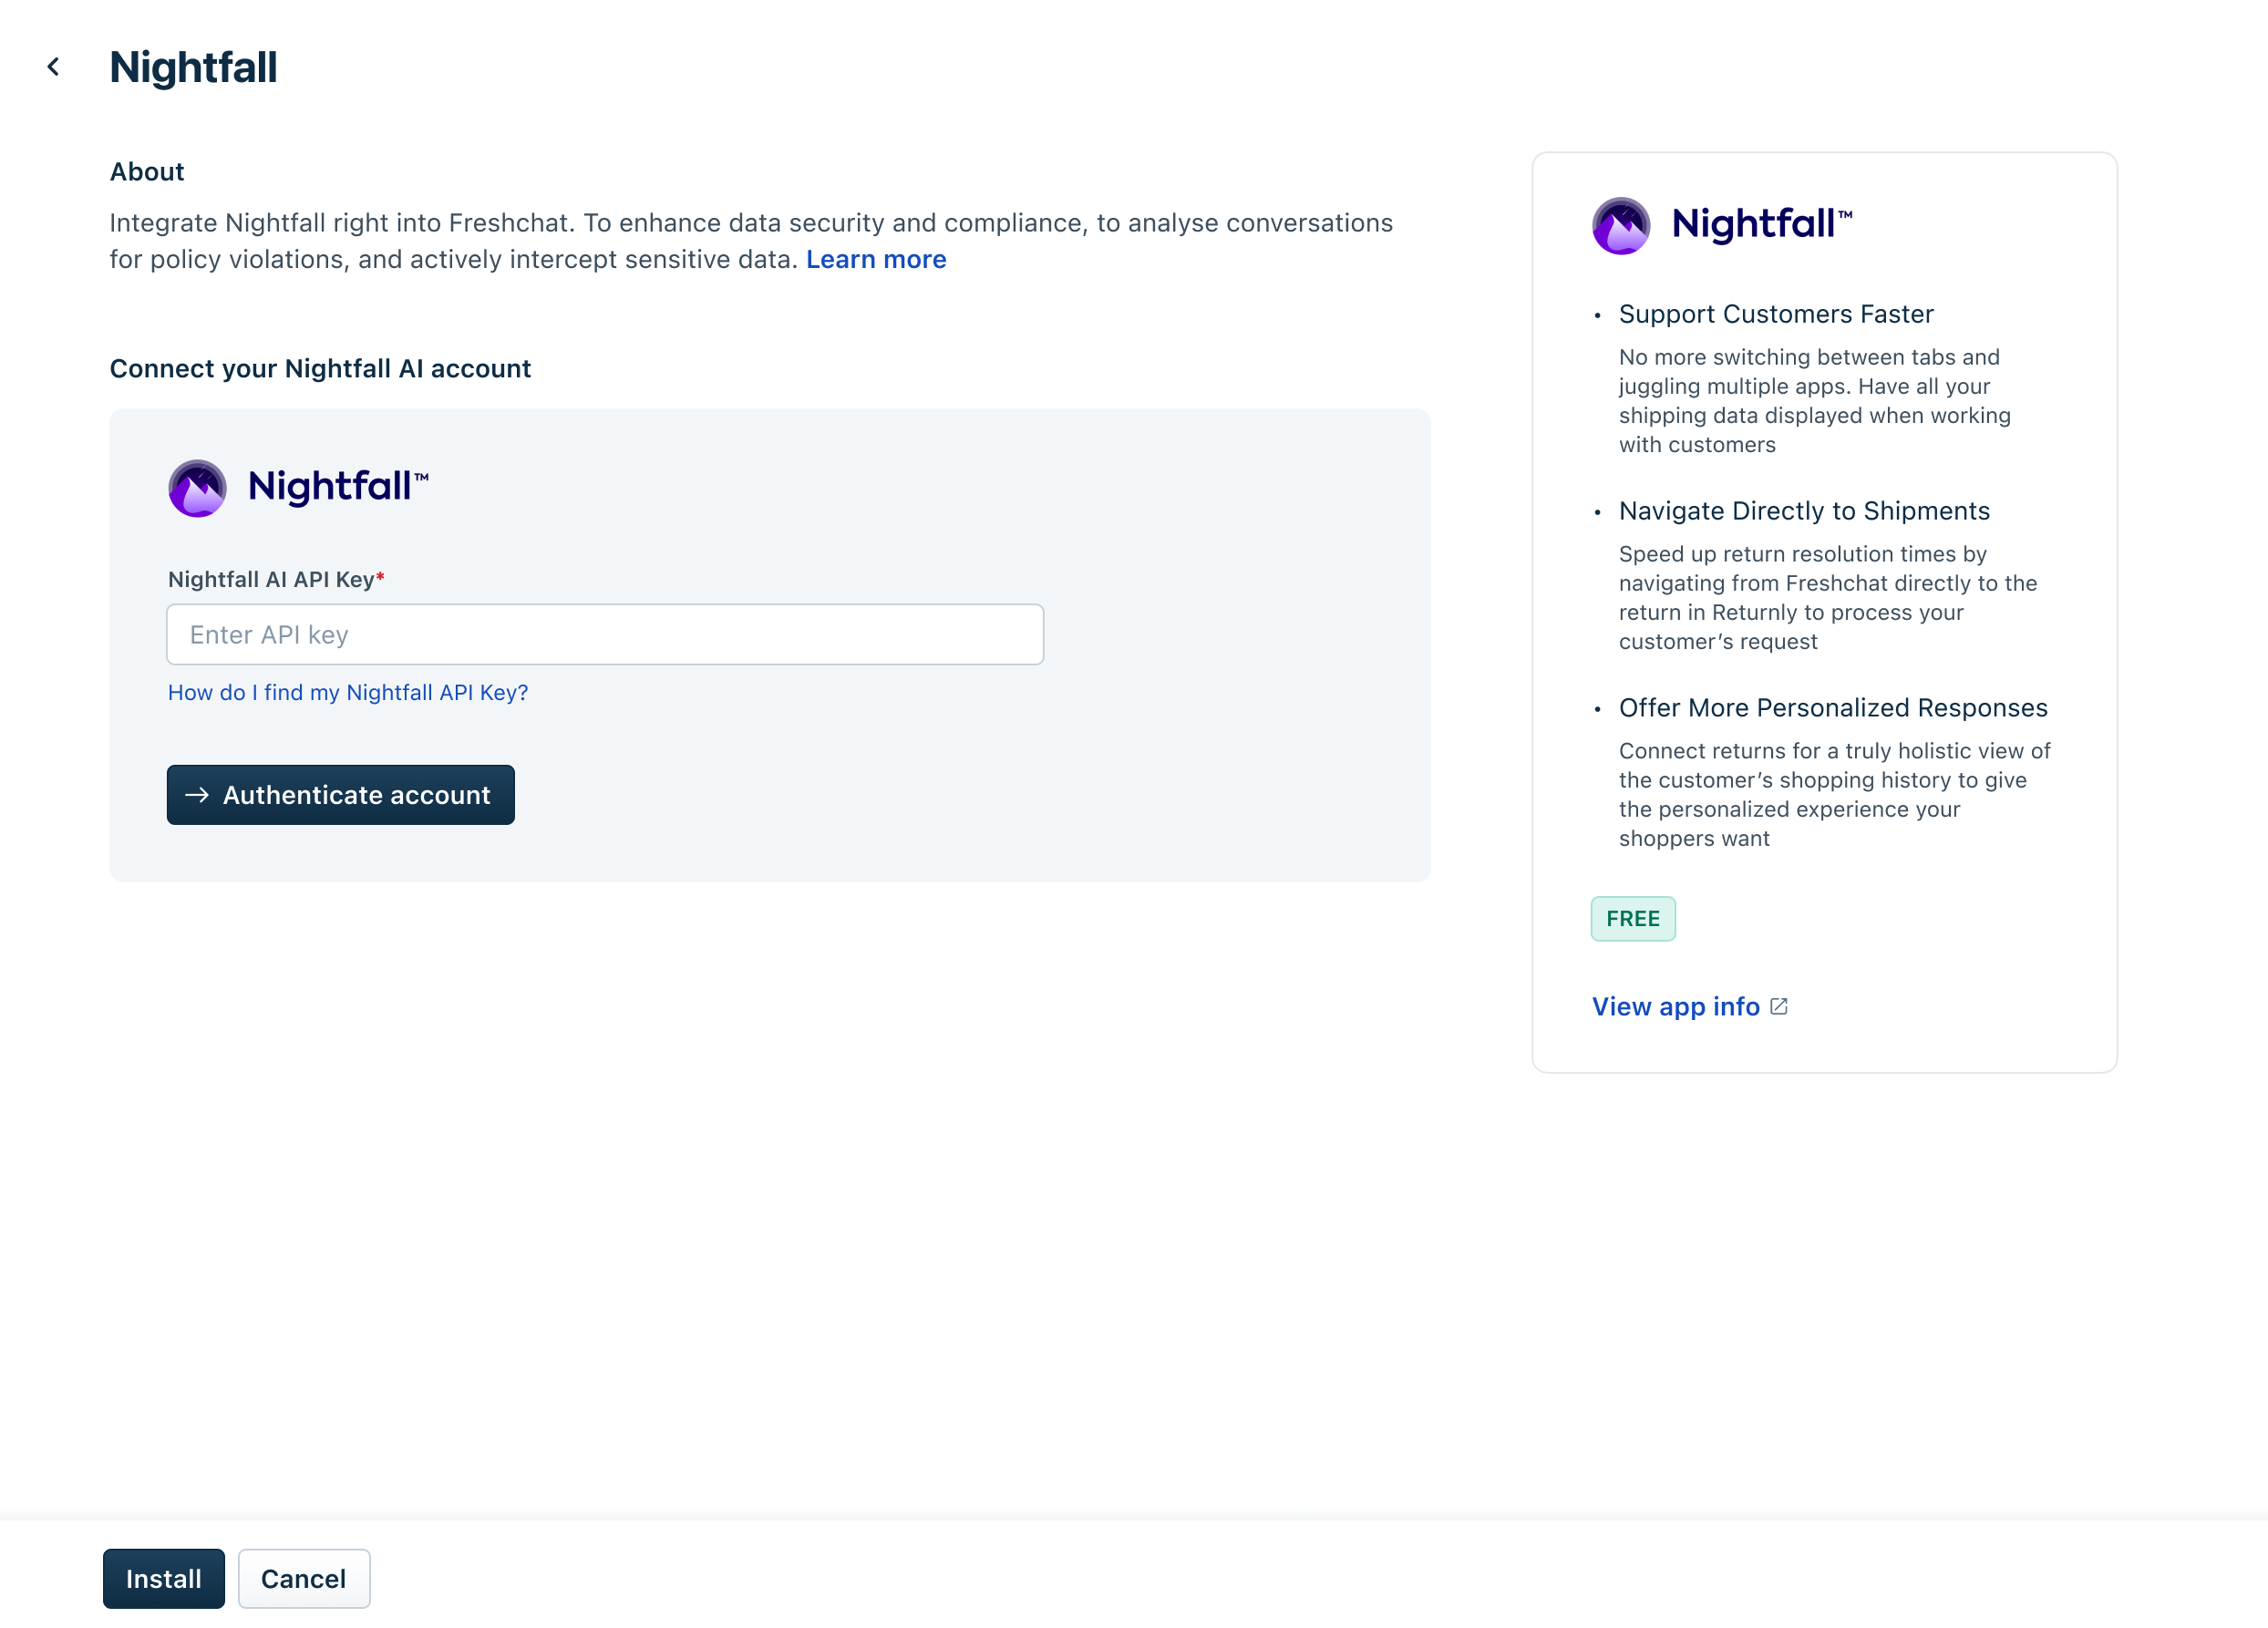 Nightfall
About
Integrate Nightfall right into Freshchat. To enhance data security and compliance, to analyse conversations
for policy violations, and actively intercept sensitive data. Learn more
Connect your Nightfall AI account
Nightfall™
Nightfall AI API Key*
Enter API key
How do I find my Nightfall API Key?
→ Authenticate account
Nightfall™
• Support Customers Faster
No more switching between tabs and
juggling multiple apps. Have all your
shipping data displayed when working
with customers
• Navigate Directly to Shipments
Speed up return resolution times by
navigating from Freshchat directly to the
return in Returnly to process your
customer’s request
• Offer More Personalized Responses
Connect returns for a truly holistic view of
the customer’s shopping history to give
the personalized experience your
shoppers want
FREE
View app info
Install
Cancel